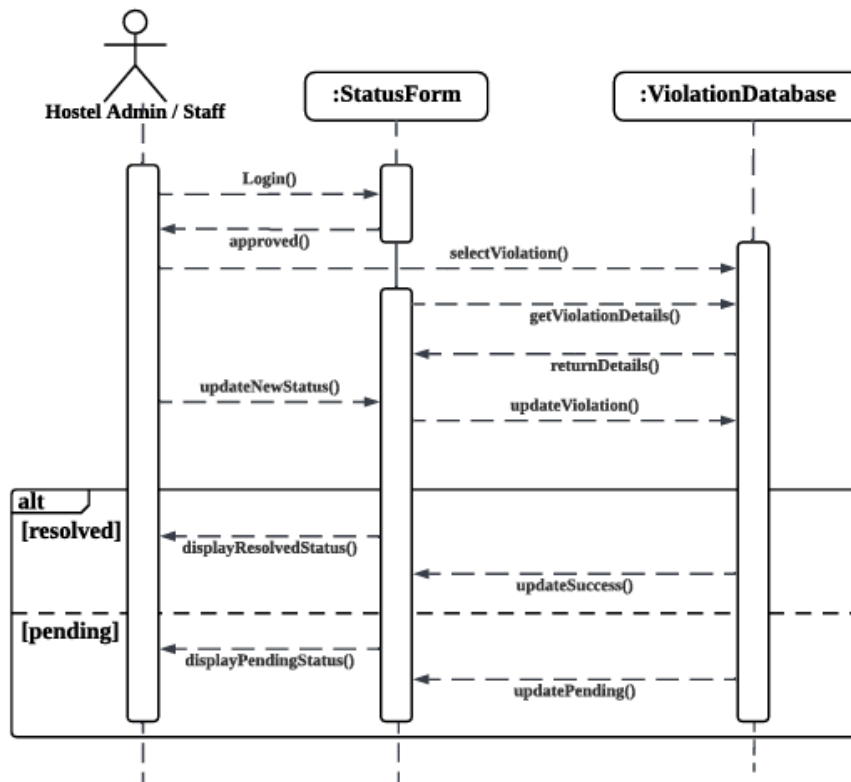 :StatusForm
:ViolationDatabase
Hostel Admin / Staff
Login()
approved()
selectViolation()
getViolationDetails()
returnDetails()
updateNewStatus()
updateViolation()
alt
[resolved]
displayResolvedStatus()
updateSuccess()
[pending]
displayPendingStatus()
updatePending()